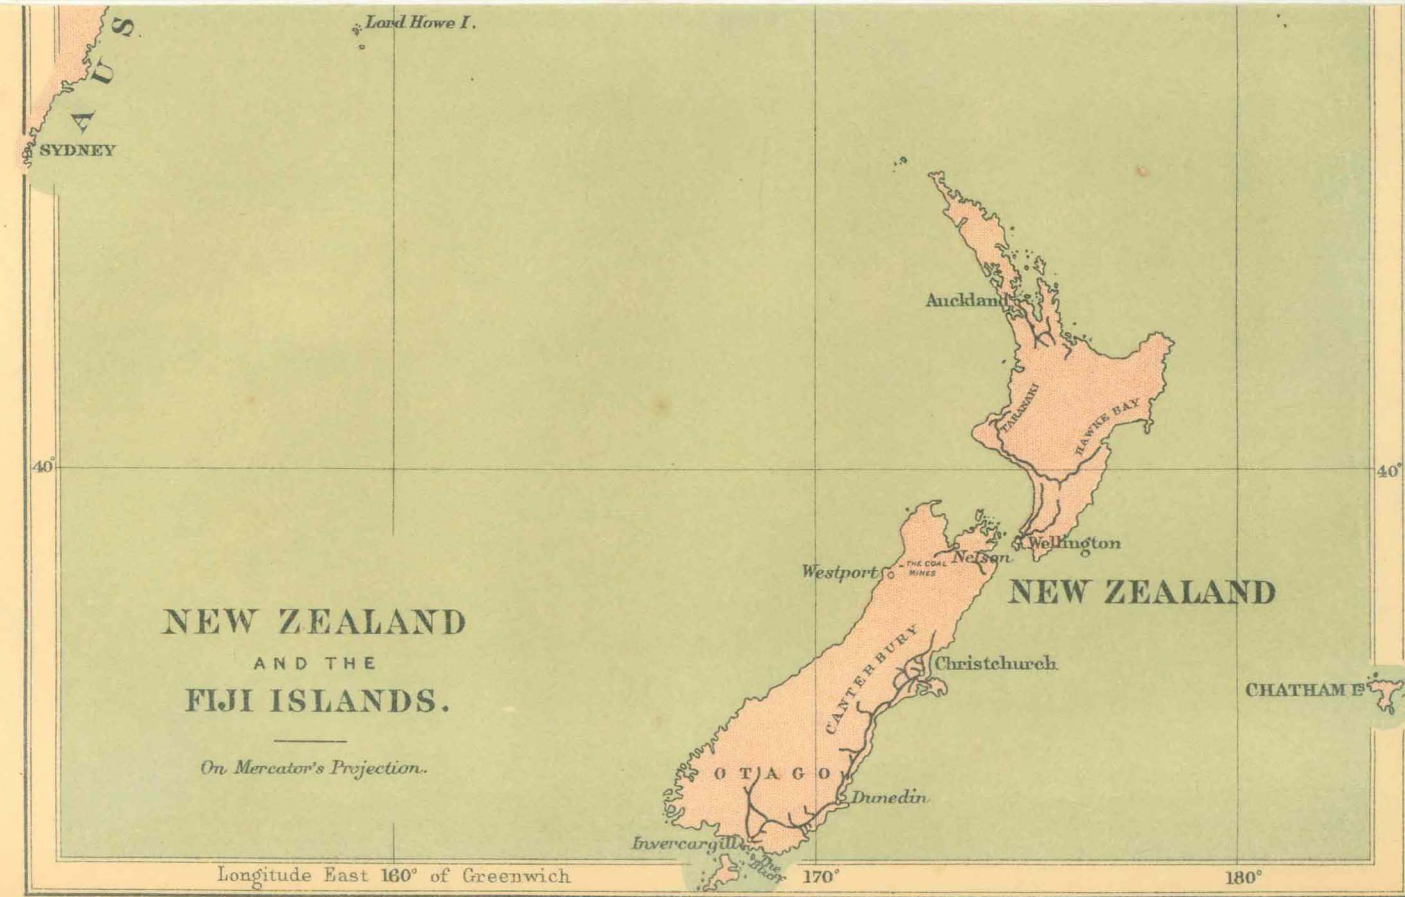 Lord Howe I.
AUS
SYDNEY
Auckland
TARANAKI
HAWKE BAY
40°
40°
Wellington
Nelson
Westport
THE COAL
MINES
NEW ZEALAND
NEW ZEALAND
AND THE
FIJI ISLANDS.
On Mercator's Projection.
CANTERBURY
Christchurch
CHATHAM Is
OTAGO
Dunedin
Invercargill
The
Bluff
Longitude East 160° of Greenwich
170°
180°